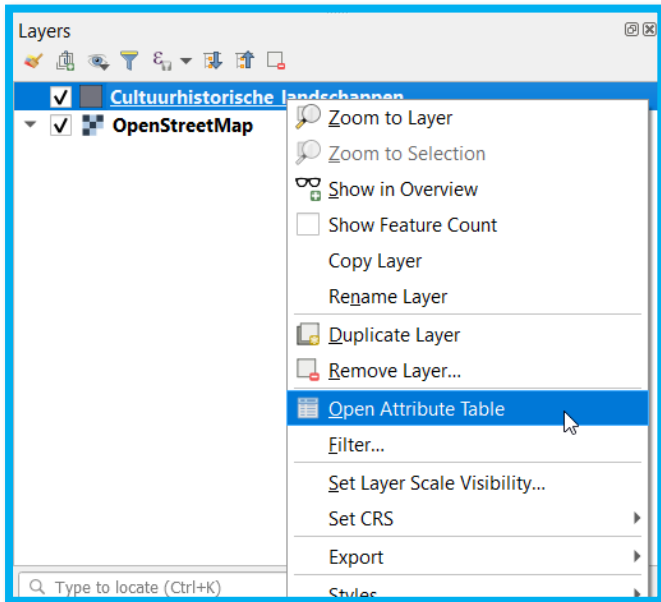 Layers
Cultuurhistorische landschappen
OpenStreetMap
Zoom to Layer
Zoom to Selection
Show in Overview
Show Feature Count
Copy Layer
Rename Layer
Duplicate Layer
Remove Layer...
Open Attribute Table
Filter...
Set Layer Scale Visibility...
Set CRS
Export
Type to locate (Ctrl+K)
Styles